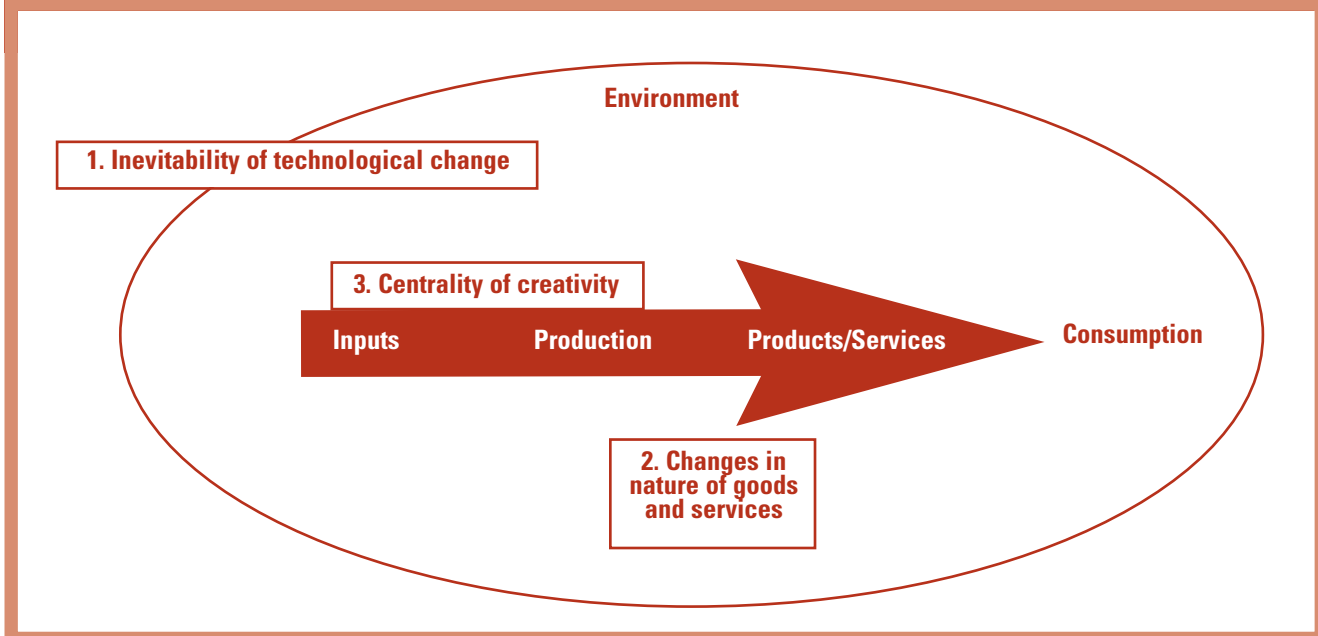 Environment
1. Inevitability of technological change
3. Centrality of creativity
Inputs
Production
Products/Services
Consumption
2. Changes in
nature of goods
and services